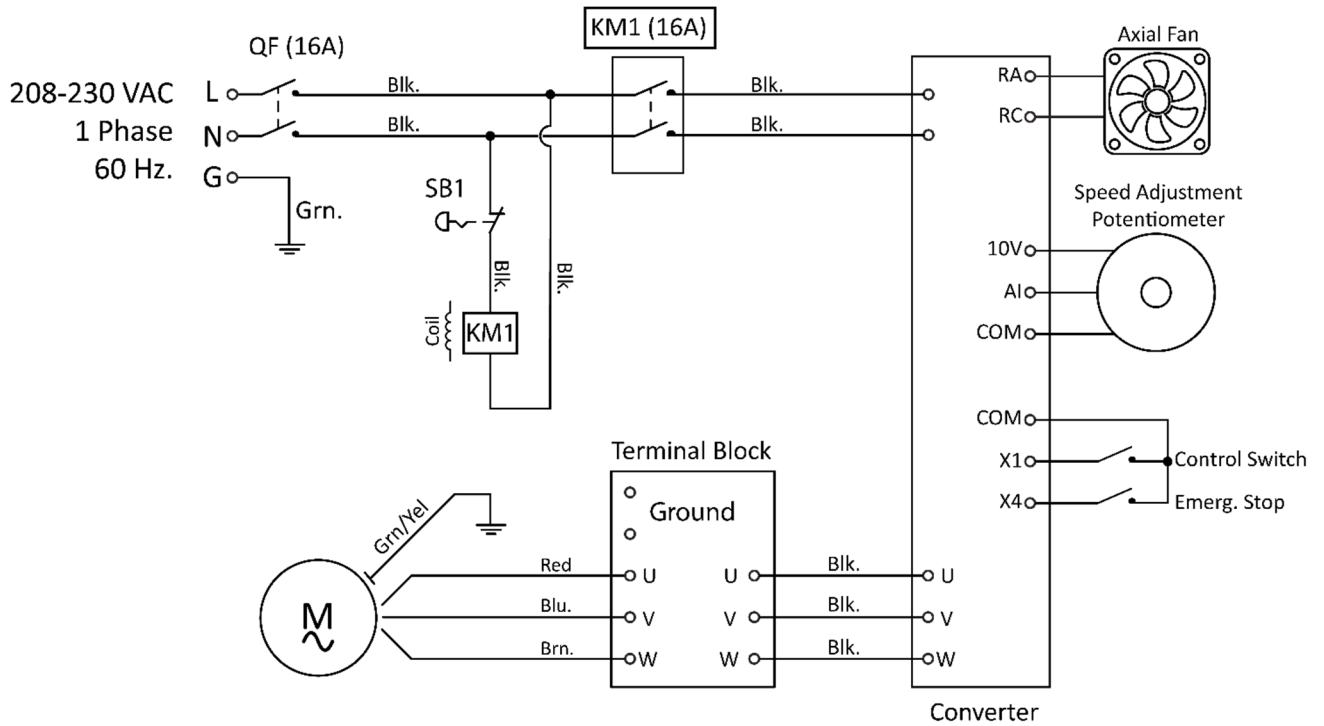 KM1 (16A)
QF (16A)
Axial Fan
208-230 VAC
L
Blk.
Blk.
RA
1 Phase
N
Blk.
Blk.
RC
60 Hz.
G
Grn.
SB1
Speed Adjustment
Potentiometer
10V
Blk.
Blk.
AI
Coil
KM1
COM
COM
Terminal Block
X1
Control Switch
Ground
X4
Emerg. Stop
Grn/Yel
Red
U
U
Blk.
U
M
Blu.
V
V
Blk.
V
Brn.
W
W
Blk.
W
Converter